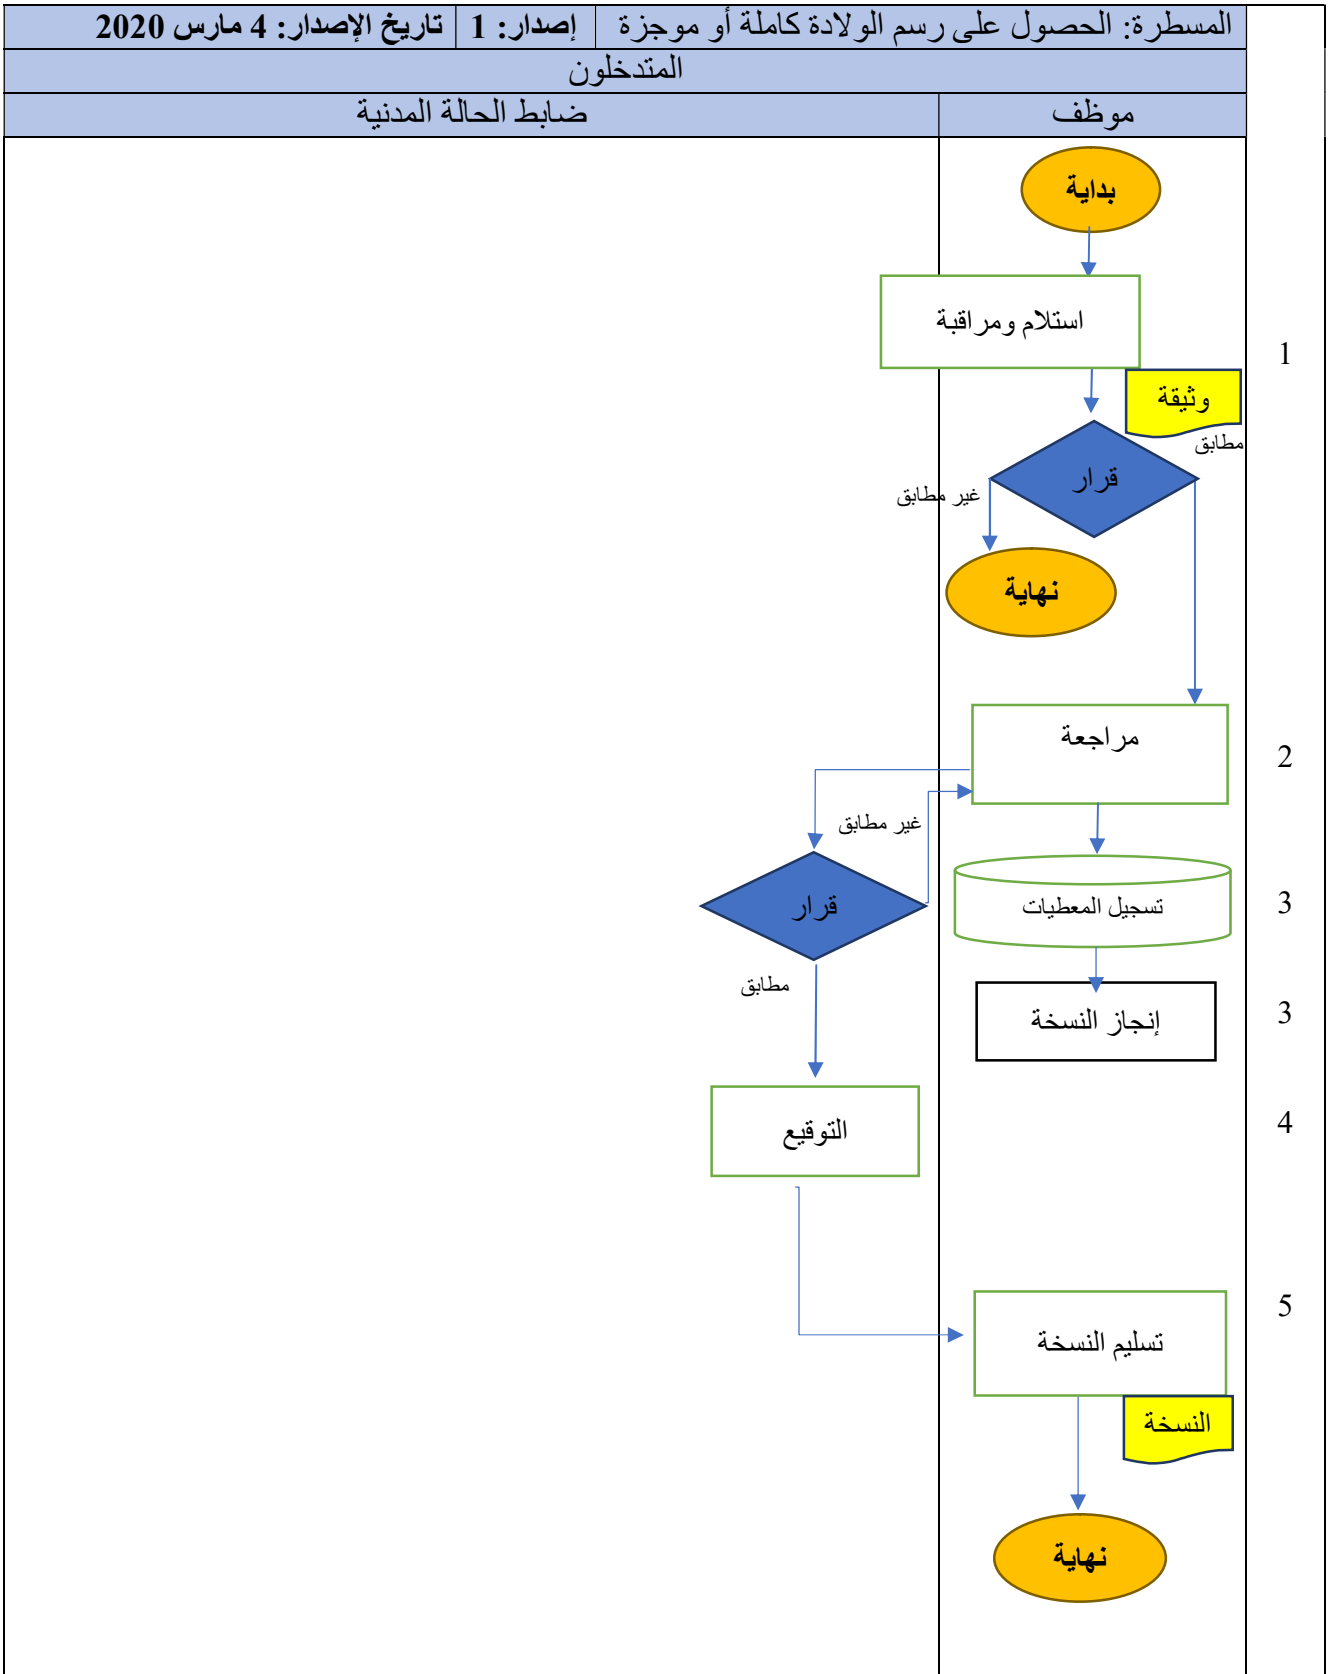 المسطرة: الحصول على رسم الولادة كاملة أو موجزة
إصدار: 1
تاريخ الإصدار: 4 مارس 2020
المتدخلون
موظف
ضابط الحالة المدنية
بداية
استلام ومراقبة
1
وثيقة
مطابق
قرار
غير مطابق
نهاية
مراجعة
2
غير مطابق
قرار
تسجيل المعطيات
3
مطابق
إنجاز النسخة
3
التوقيع
4
5
تسليم النسخة
النسخة
نهاية